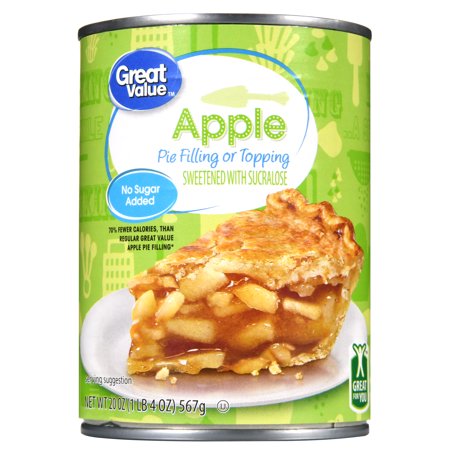 Great
Value™
Apple
Pie Filling or Topping
SWEETENED WITH SUCRALOSE
No Sugar
Added
70% FEWER CALORIES, THAN
REGULAR GREAT VALUE
APPLE PIE FILLING*
serving suggestion
GREAT
FOR YOU
NET WT 20 OZ (1 LB 4 OZ) 567g
U